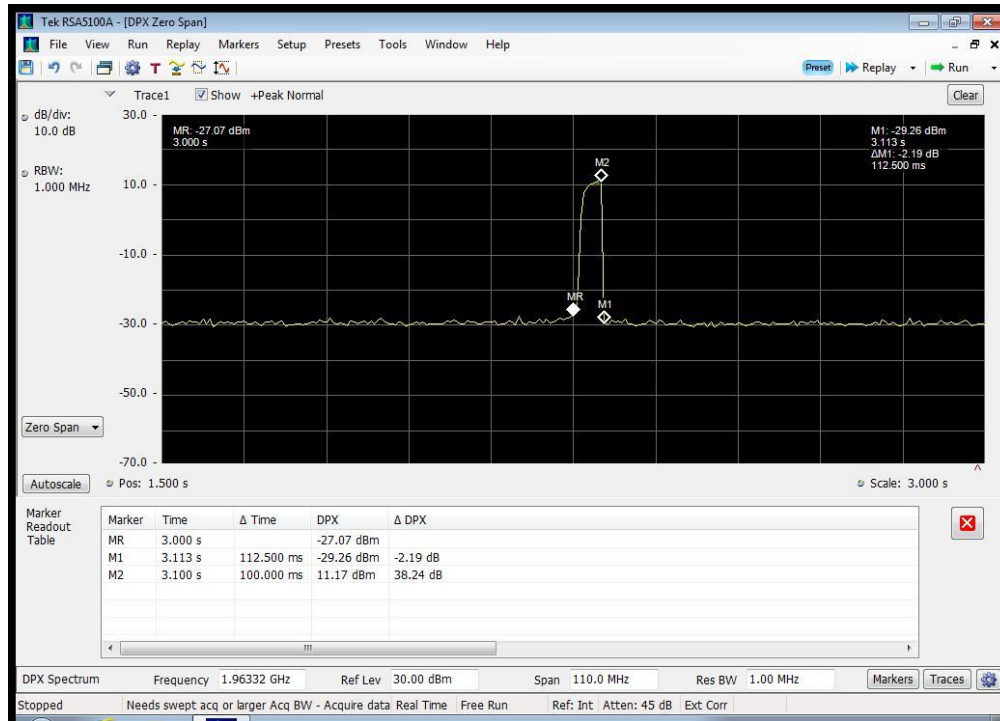 Tek RSA5100A - [DPX Zero Span]
File View Run Replay Markers Setup Presets Tools Window Help
T
Preset Replay Run
Trace1 Show +Peak Normal Clear
dB/div:
10.0 dB
RBW:
1.000 MHz
30.0
10.0
-10.0
-30.0
-50.0
-70.0
MR: -27.07 dBm
3.000 s
M1: -29.26 dBm
3.113 s
ΔM1: -2.19 dB
112.500 ms
M2
MR
M1
Zero Span
Autoscale Pos: 1.500 s Scale: 3.000 s
Marker
Readout
Table
Marker Time Δ Time DPX Δ DPX
MR 3.000 s -27.07 dBm
M1 3.113 s 112.500 ms -29.26 dBm -2.19 dB
M2 3.100 s 100.000 ms 11.17 dBm 38.24 dB
DPX Spectrum Frequency 1.96332 GHz Ref Lev 30.00 dBm Span 110.0 MHz Res BW 1.00 MHz Markers Traces
Stopped Needs swept acq or larger Acq BW - Acquire data Real Time Free Run Ref: Int Atten: 45 dB Ext Corr